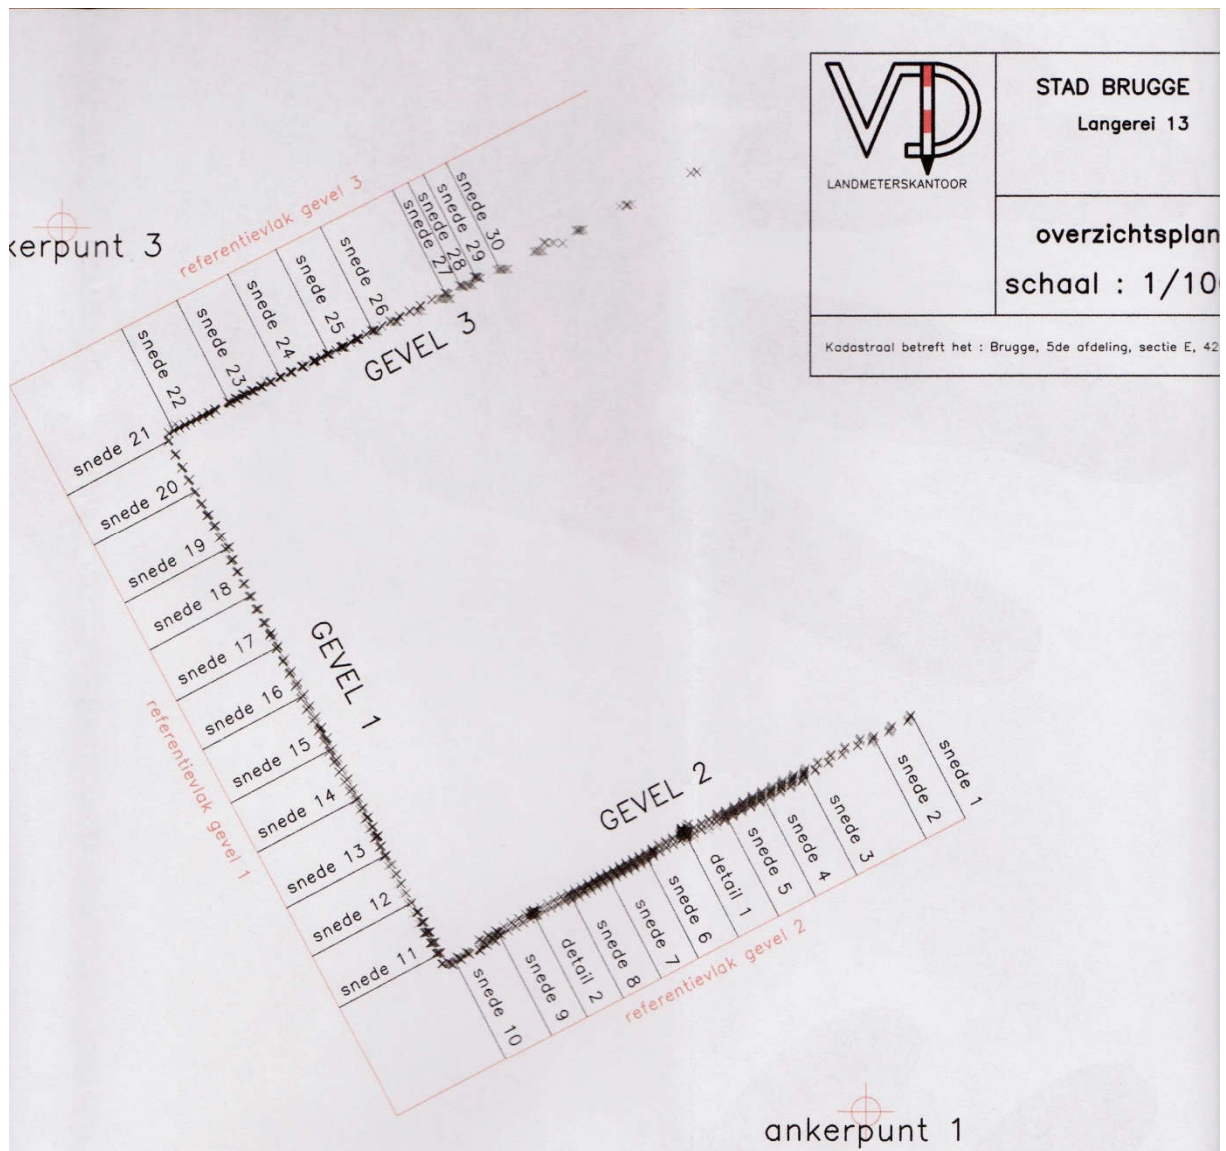 VD
LANDMETERSKANTOOR
STAD BRUGGE
Langerei 13
overzichtsplan
schaal : 1/10
Kadastraal betreft het : Brugge, 5de afdeling, sectie E, 42
kerpunt 3
referentievlak gevel 3
snede 30
snede 29
snede 28
snede 27
snede 26
snede 25
snede 24
snede 23
snede 22
GEVEL 3
snede 21
snede 20
snede 19
snede 18
snede 17
snede 16
snede 15
snede 14
snede 13
snede 12
snede 11
GEVEL 1
referentievlak gevel 1
GEVEL 2
snede 1
snede 2
snede 3
snede 4
snede 5
detail 1
snede 6
snede 7
snede 8
detail 2
snede 9
snede 10
referentievlak gevel 2
ankerpunt 1